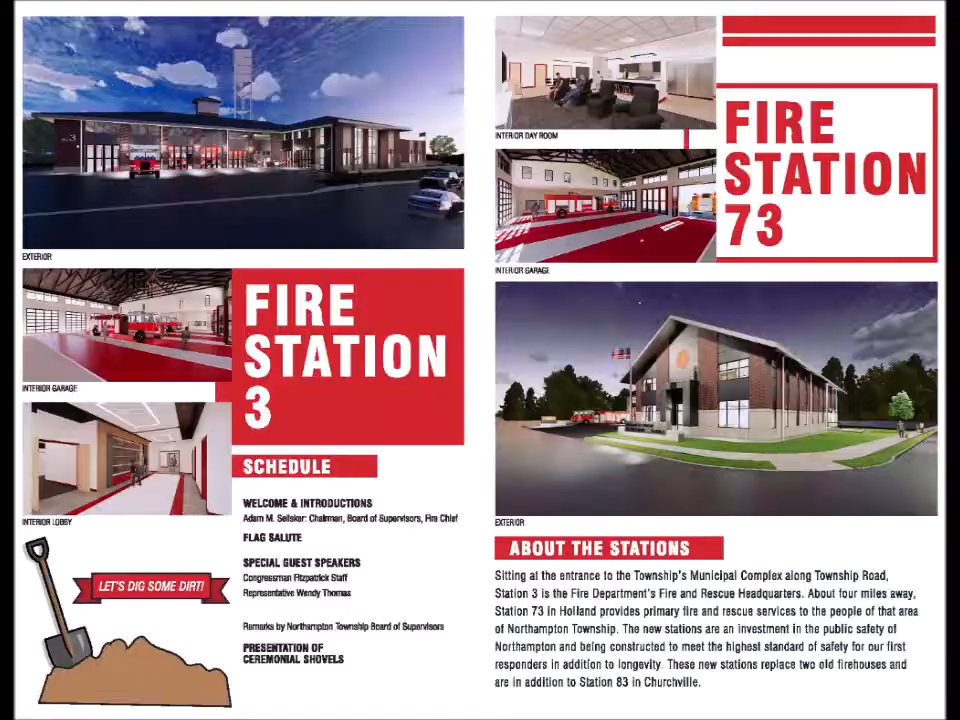 EXTERIOR
INTERIOR GARAGE
FIRE
STATION
3
INTERIOR LOBBY
SCHEDULE
WELCOME & INTRODUCTIONS
Adam M. Selisker: Chairman, Board of Supervisors, Fire Chief
FLAG SALUTE
SPECIAL GUEST SPEAKERS
Congressman Fitzpatrick Staff
Representative Wendy Thomas
Remarks by Northampton Township Board of Supervisors
PRESENTATION OF
CEREMONIAL SHOVELS
LET'S DIG SOME DIRT!
INTERIOR DAY ROOM
FIRE
STATION
73
INTERIOR GARAGE
EXTERIOR
ABOUT THE STATIONS
Sitting at the entrance to the Township's Municipal Complex along Township Road,
Station 3 is the Fire Department's Fire and Rescue Headquarters. About four miles away,
Station 73 in Holland provides primary fire and rescue services to the people of that area
of Northampton Township. The new stations are an investment in the public safety of
Northampton and being constructed to meet the highest standard of safety for our first
responders in addition to longevity. These new stations replace two old firehouses and
are in addition to Station 83 in Churchville.